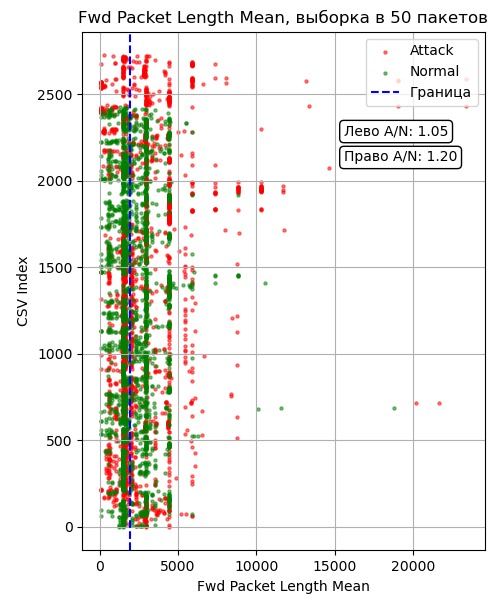 Fwd Packet Length Mean, выборка в 50 пакетов
Attack
Normal
Граница
Лево A/N: 1.05
Право A/N: 1.20
CSV Index
2500
2000
1500
1000
500
0
0 5000 10000 15000 20000
Fwd Packet Length Mean